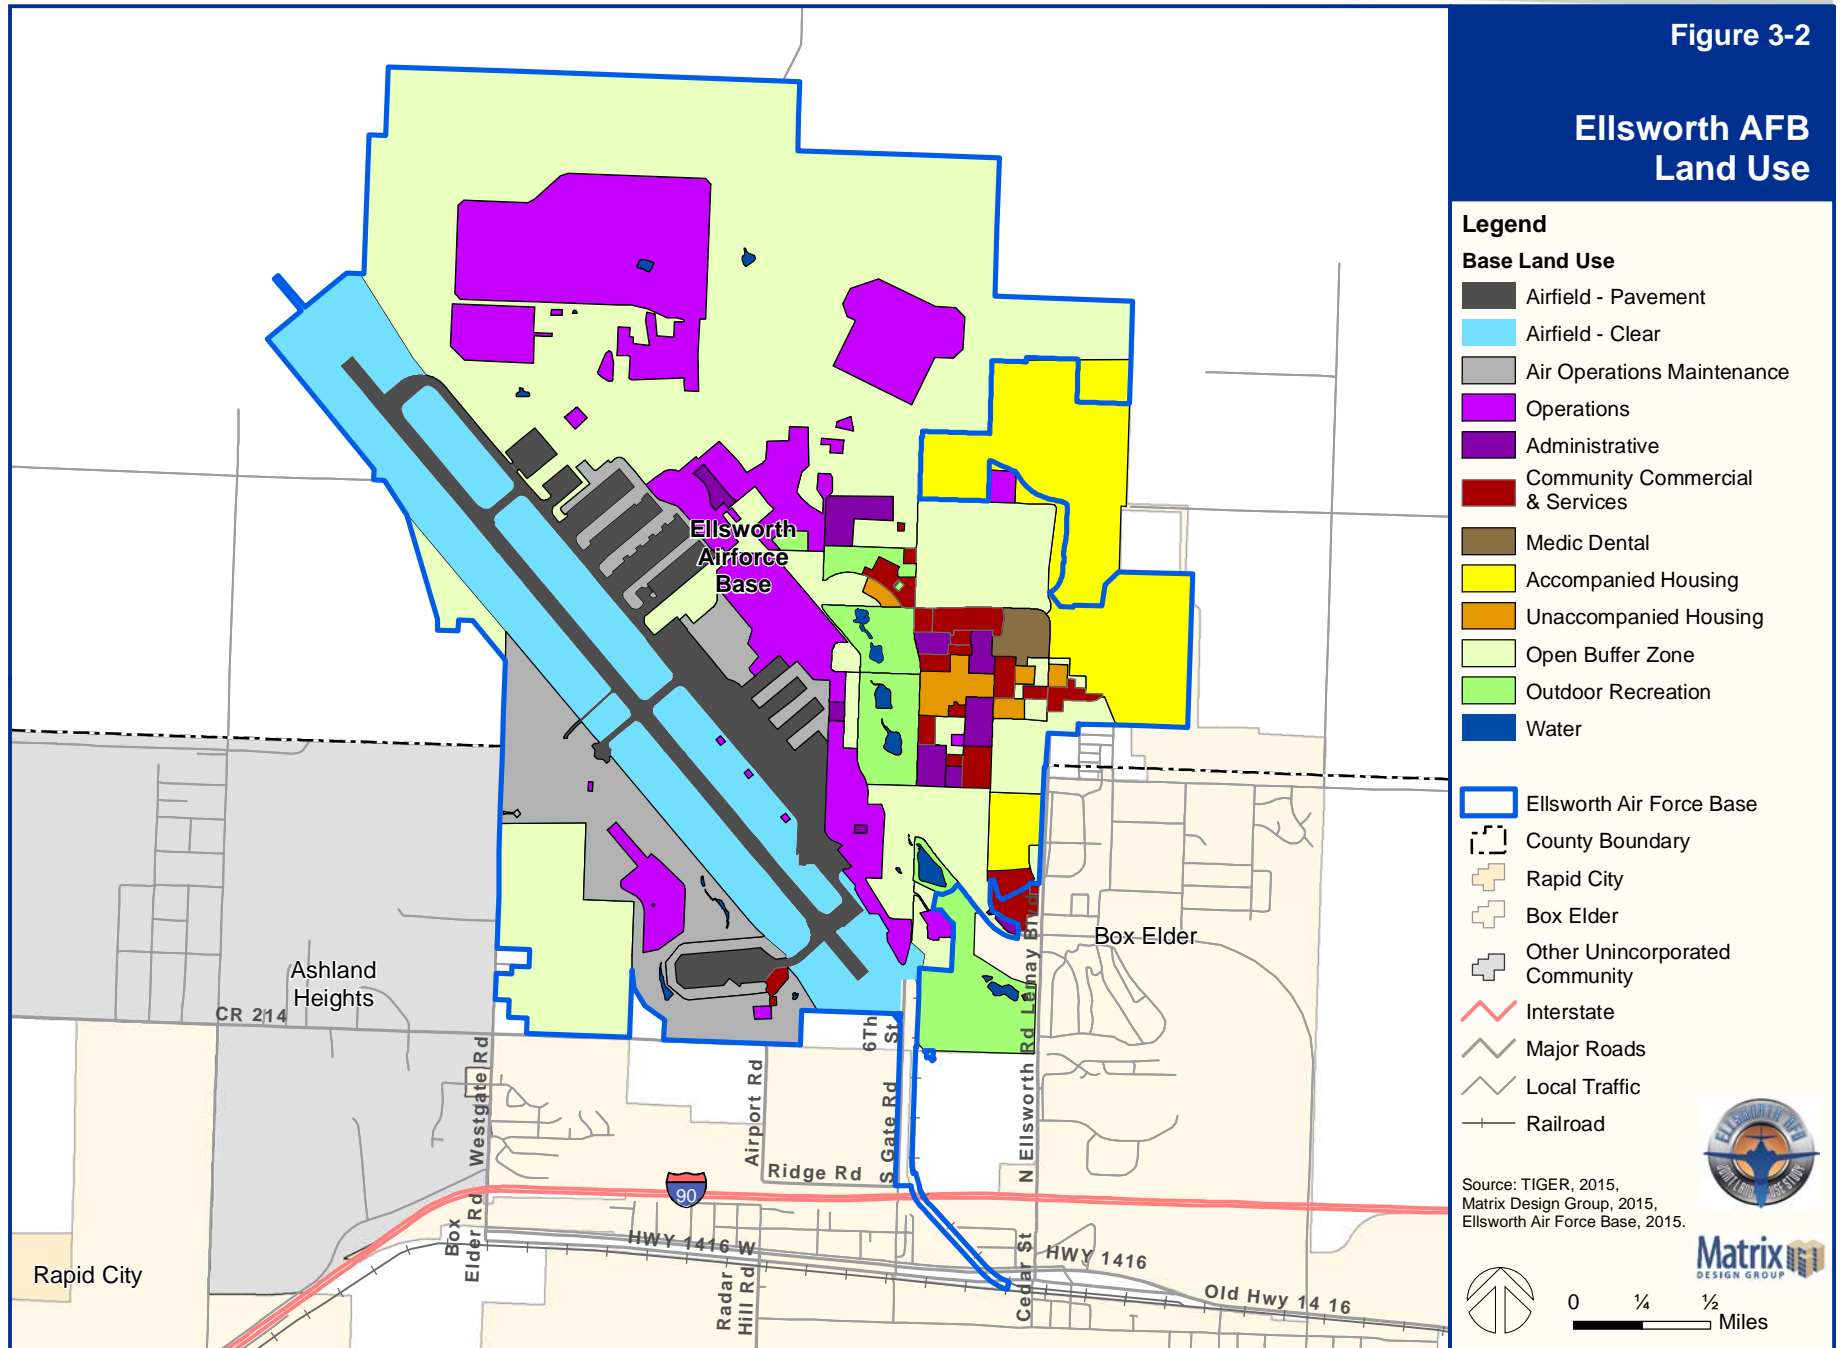 Figure 3-2
Ellsworth AFB
Land Use
Legend
Base Land Use
Airfield - Pavement
Airfield - Clear
Air Operations Maintenance
Operations
Administrative
Community Commercial
& Services
Medic Dental
Accompanied Housing
Unaccompanied Housing
Open Buffer Zone
Outdoor Recreation
Water
Ellsworth Air Force Base
County Boundary
Rapid City
Box Elder
Other Unincorporated
Community
Interstate
Major Roads
Local Traffic
Railroad
Source: TIGER, 2015,
Matrix Design Group, 2015,
Ellsworth Air Force Base, 2015.
ELLSWORTH AFB
JOINT LAND USE STUDY
Matrix
DESIGN GROUP
0 ¼ ½
Miles
Ellsworth
Airforce
Base
Box Elder
Ashland
Heights
CR 214
Rapid City
Westgate Rd
Box
Elder Rd
Airport Rd
Ridge Rd
6Th
St
S Gate Rd
N Ellsworth Rd
Lemay Blvd
90
HWY 1416 W
HWY 1416
Old Hwy 14 16
Radar
Hill Rd
Cedar St